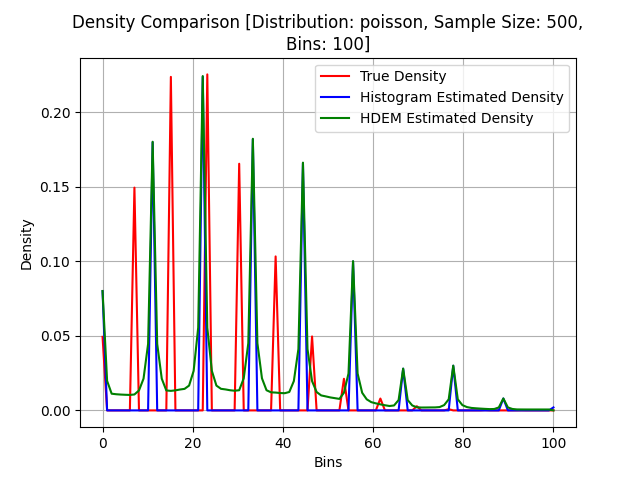 Density Comparison [Distribution: poisson, Sample Size: 500,
Bins: 100]
True Density
Histogram Estimated Density
HDEM Estimated Density
Density
0.20
0.15
0.10
0.05
0.00
0 20 40 60 80 100
Bins